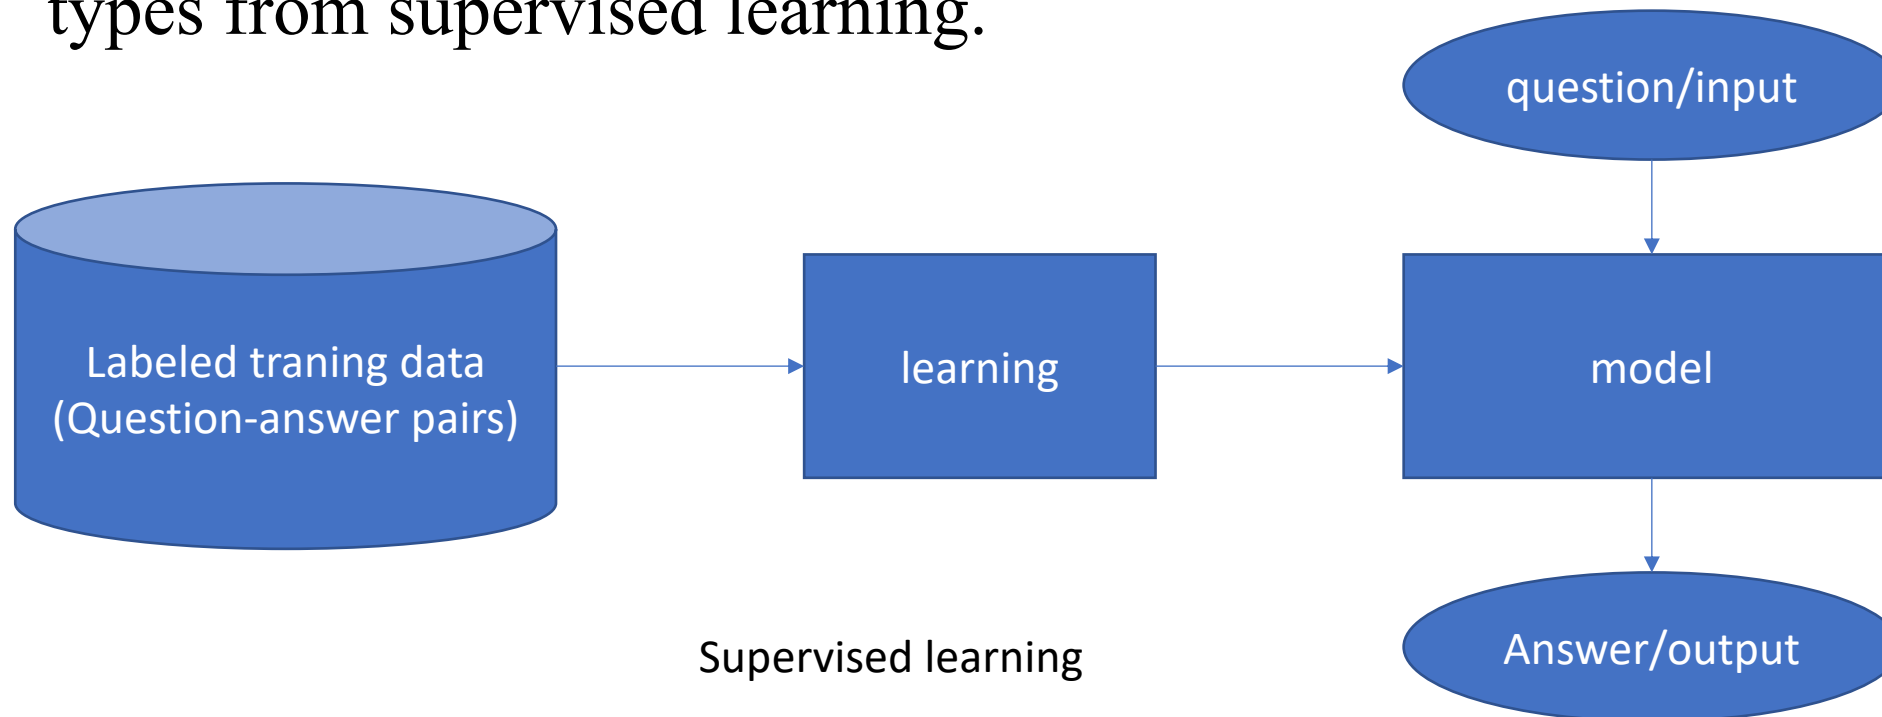 types from supervised learning.
question/input
Labeled traning data
(Question-answer pairs)
learning
model
Supervised learning
Answer/output